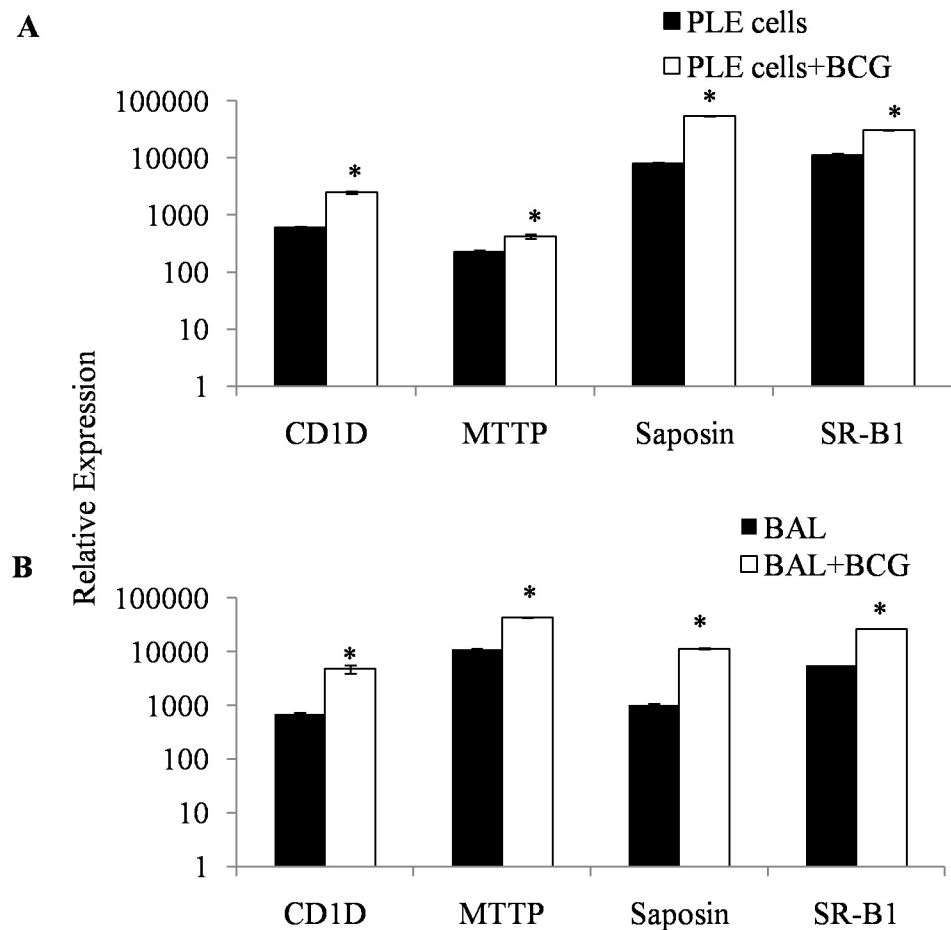 A
PLE cells
PLE cells+BCG
100000
10000
1000
100
10
1
* * * *
CD1D MTTP Saposin SR-B1
Relative Expression
B
BAL
BAL+BCG
100000
10000
1000
100
10
1
* * * *
CD1D MTTP Saposin SR-B1